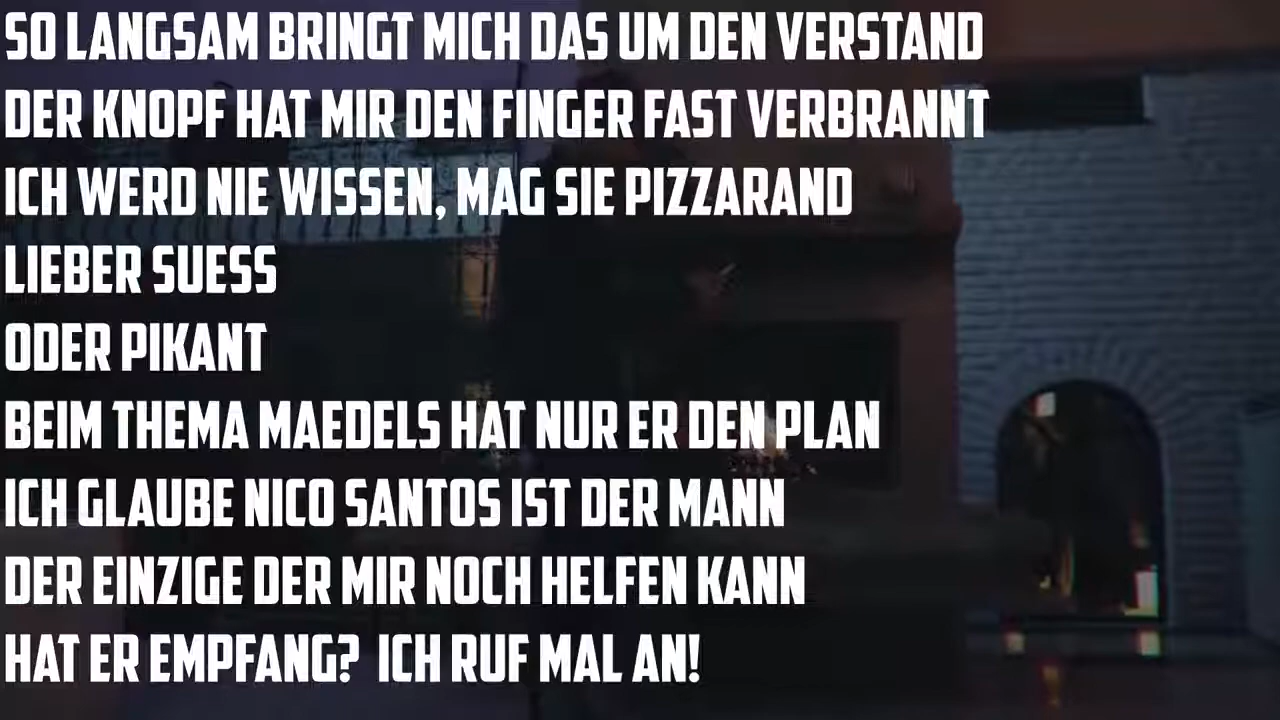 SO LANGSAM BRINGT MICH DAS UM DEN VERSTAND
DER KNOPF HAT MIR DEN FINGER FAST VERBRANNT
ICH WERD NIE WISSEN, MAG SIE PIZZARAND
LIEBER SUESS
ODER PIKANT
BEIM THEMA MAEDELS HAT NUR ER DEN PLAN
ICH GLAUBE NICO SANTOS IST DER MANN
DER EINZIGE DER MIR NOCH HELFEN KANN
HAT ER EMPFANG? ICH RUF MAL AN!